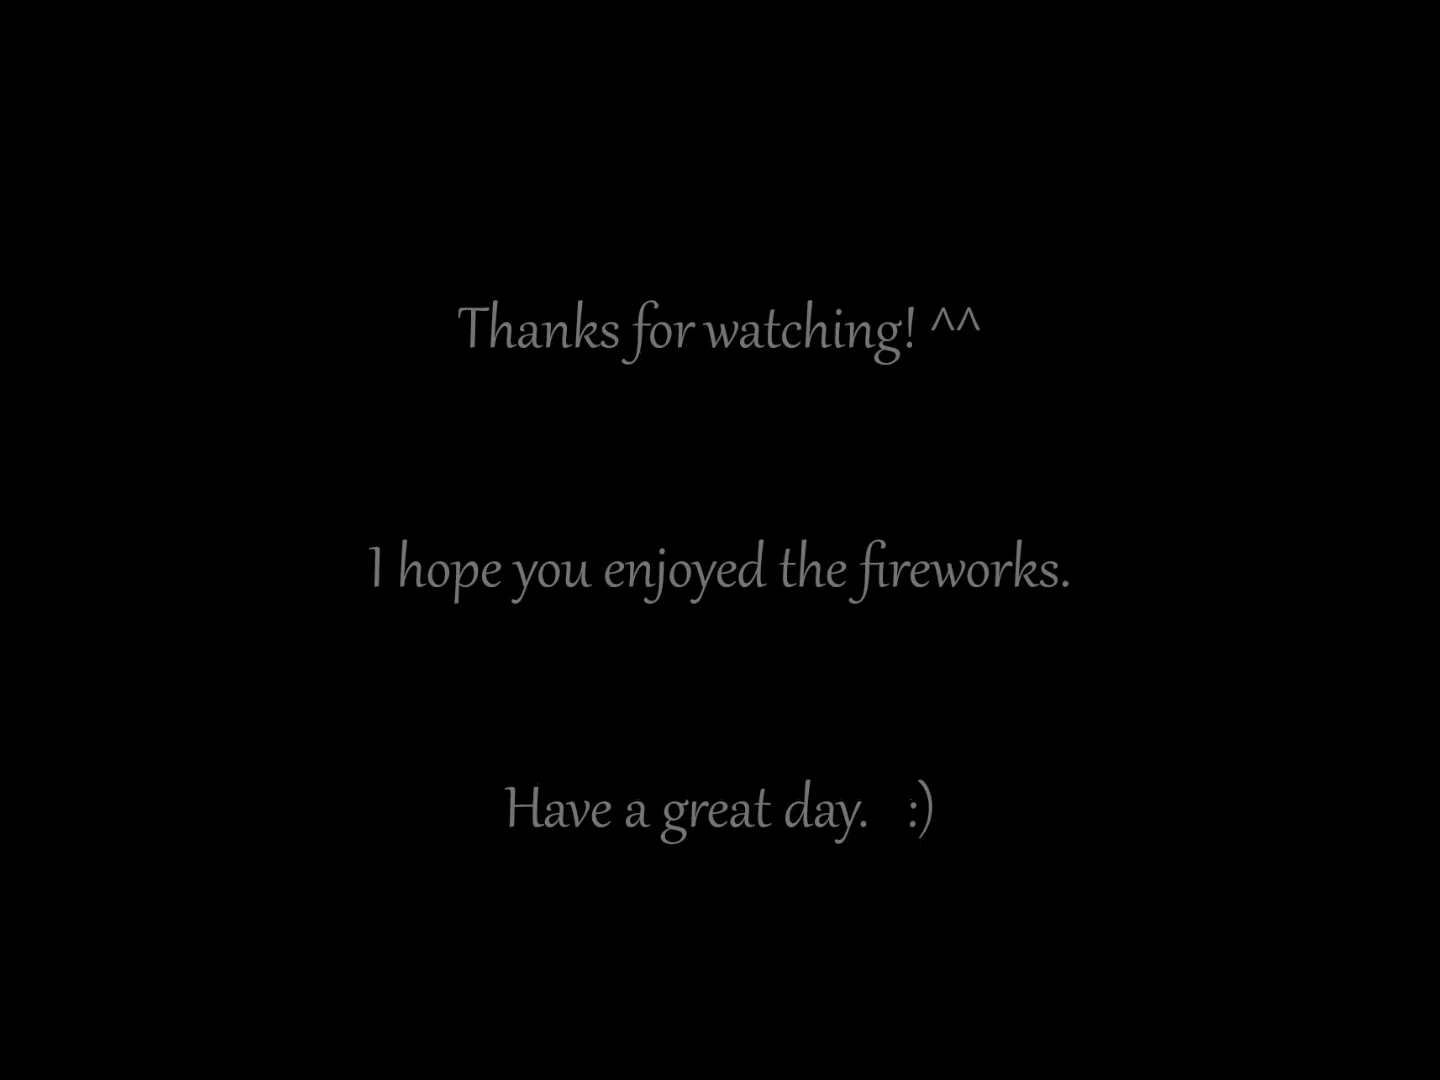 Thanks for watching! ^^
I hope you enjoyed the fireworks.
Have a great day.   :)